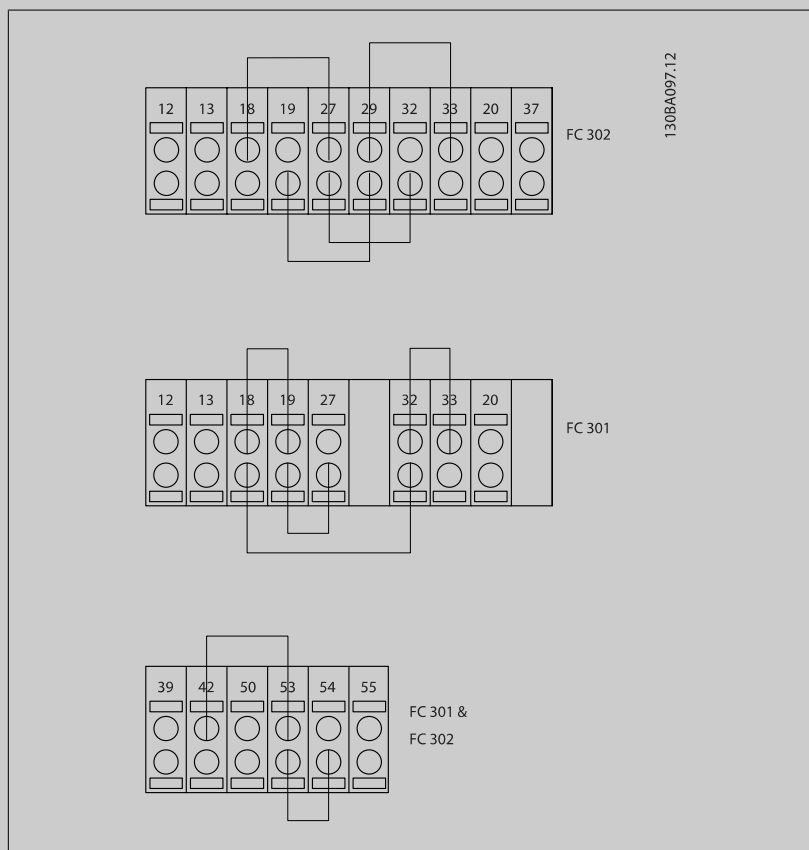 130BA097.12
12 13 18 19 27 29 32 33 20 37
FC 302
12 13 18 19 27 32 33 20
FC 301
39 42 50 53 54 55
FC 301 &
FC 302